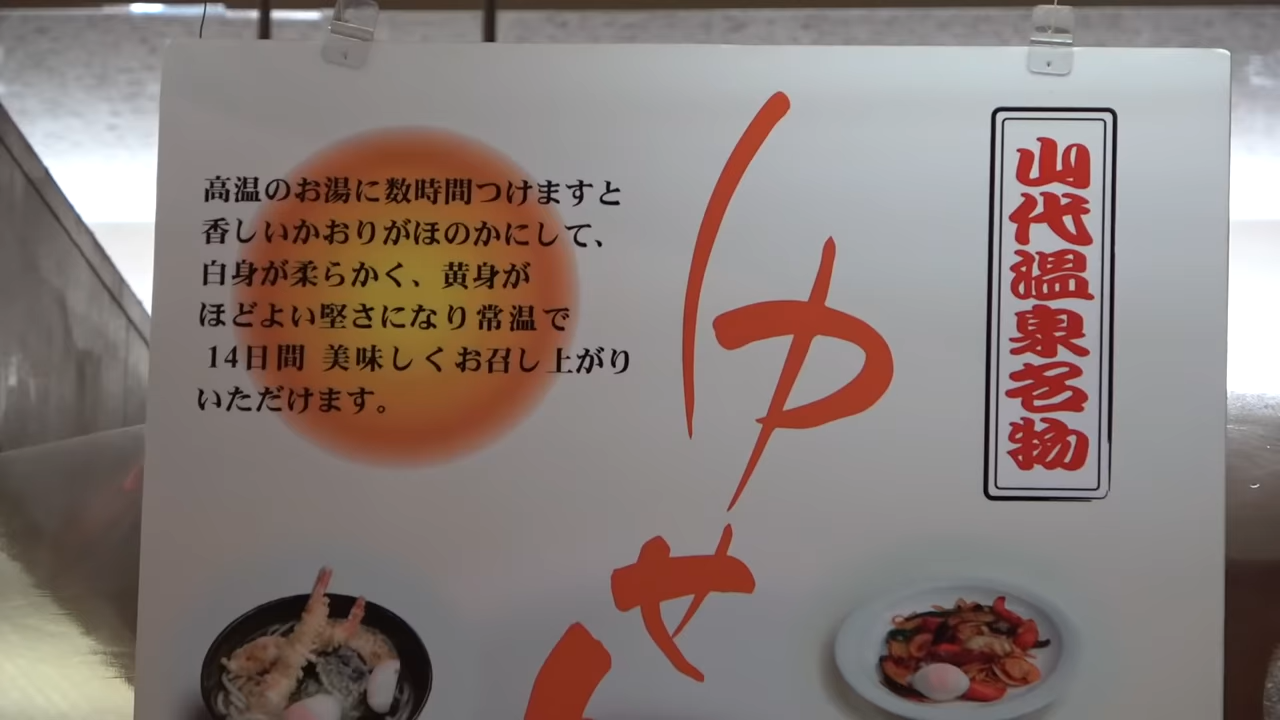 山代温泉名物
ゆせ
高温のお湯に数時間つけますと
香しいかおりがほのかにして、
白身が柔らかく、黄身が
ほどよい堅さになり常温で
14日間 美味しくお召し上がり
いただけます。